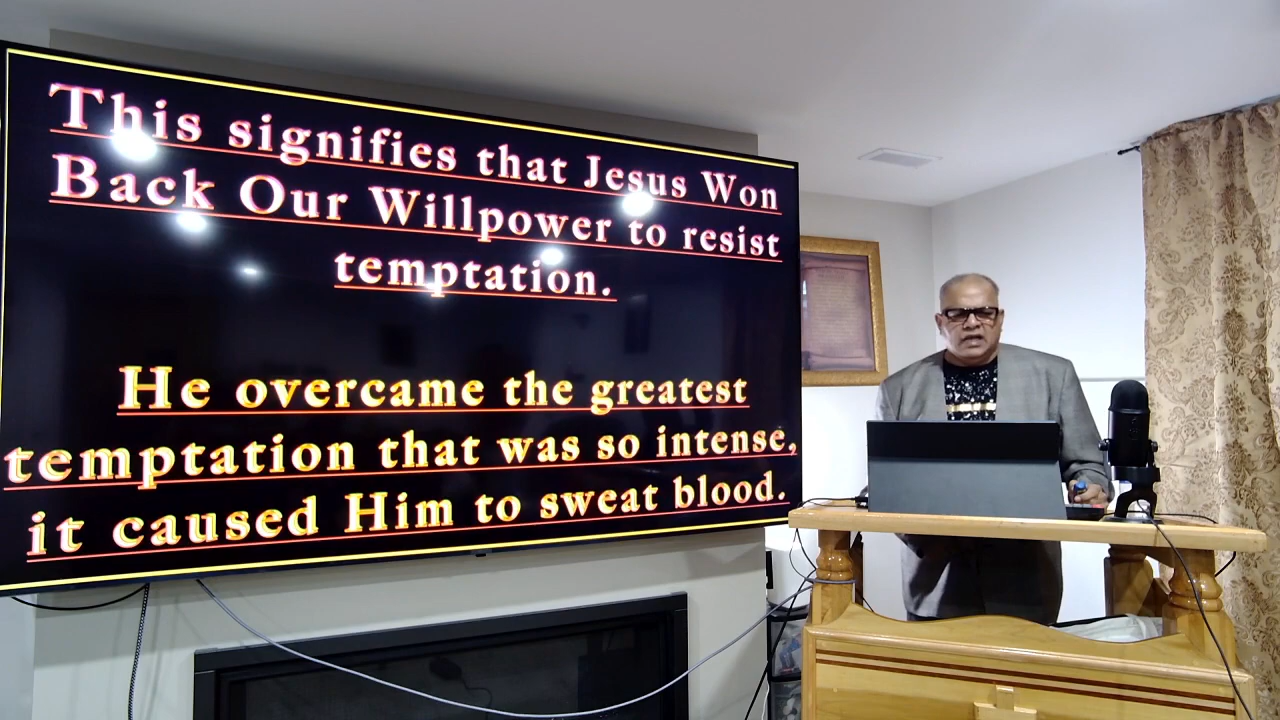 This signifies that Jesus Won
Back Our Willpower to resist
temptation.
He overcame the greatest
temptation that was so intense,
it caused Him to sweat blood.